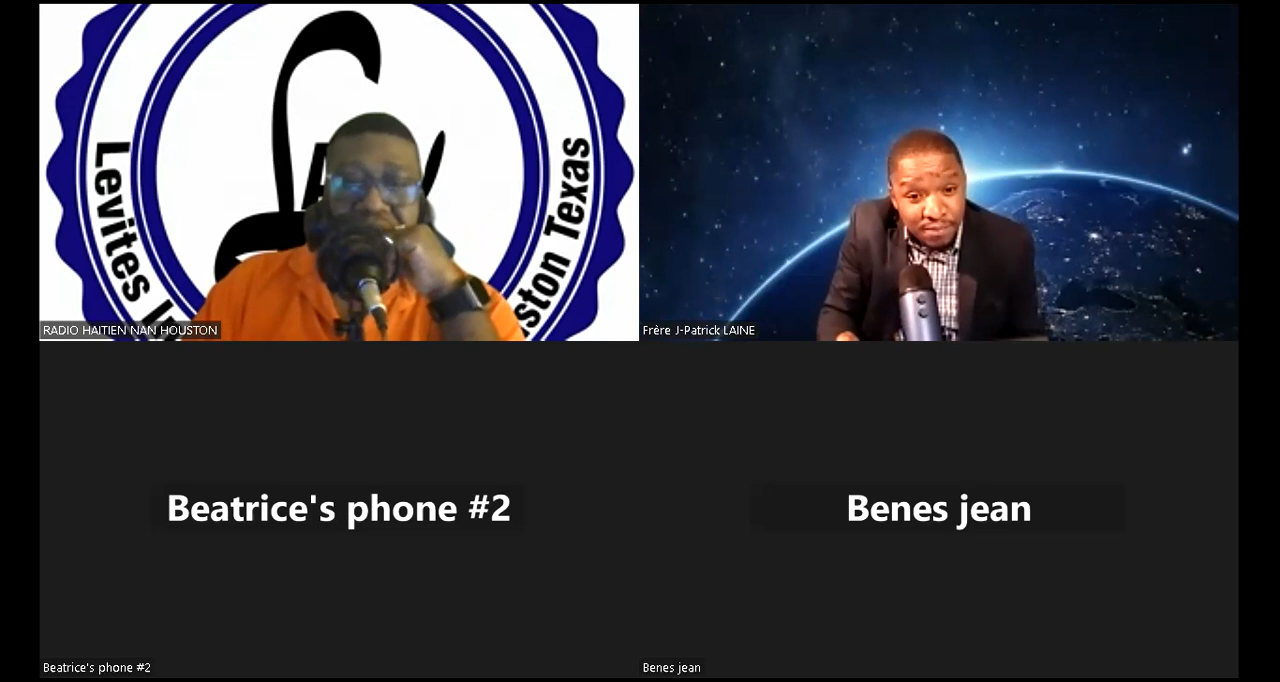 Levites In
ston Texas
RADIO HAITIEN NAN HOUSTON
Frère J-Patrick LAINE
Beatrice's phone #2
Benes jean
Beatrice's phone #2
Benes jean